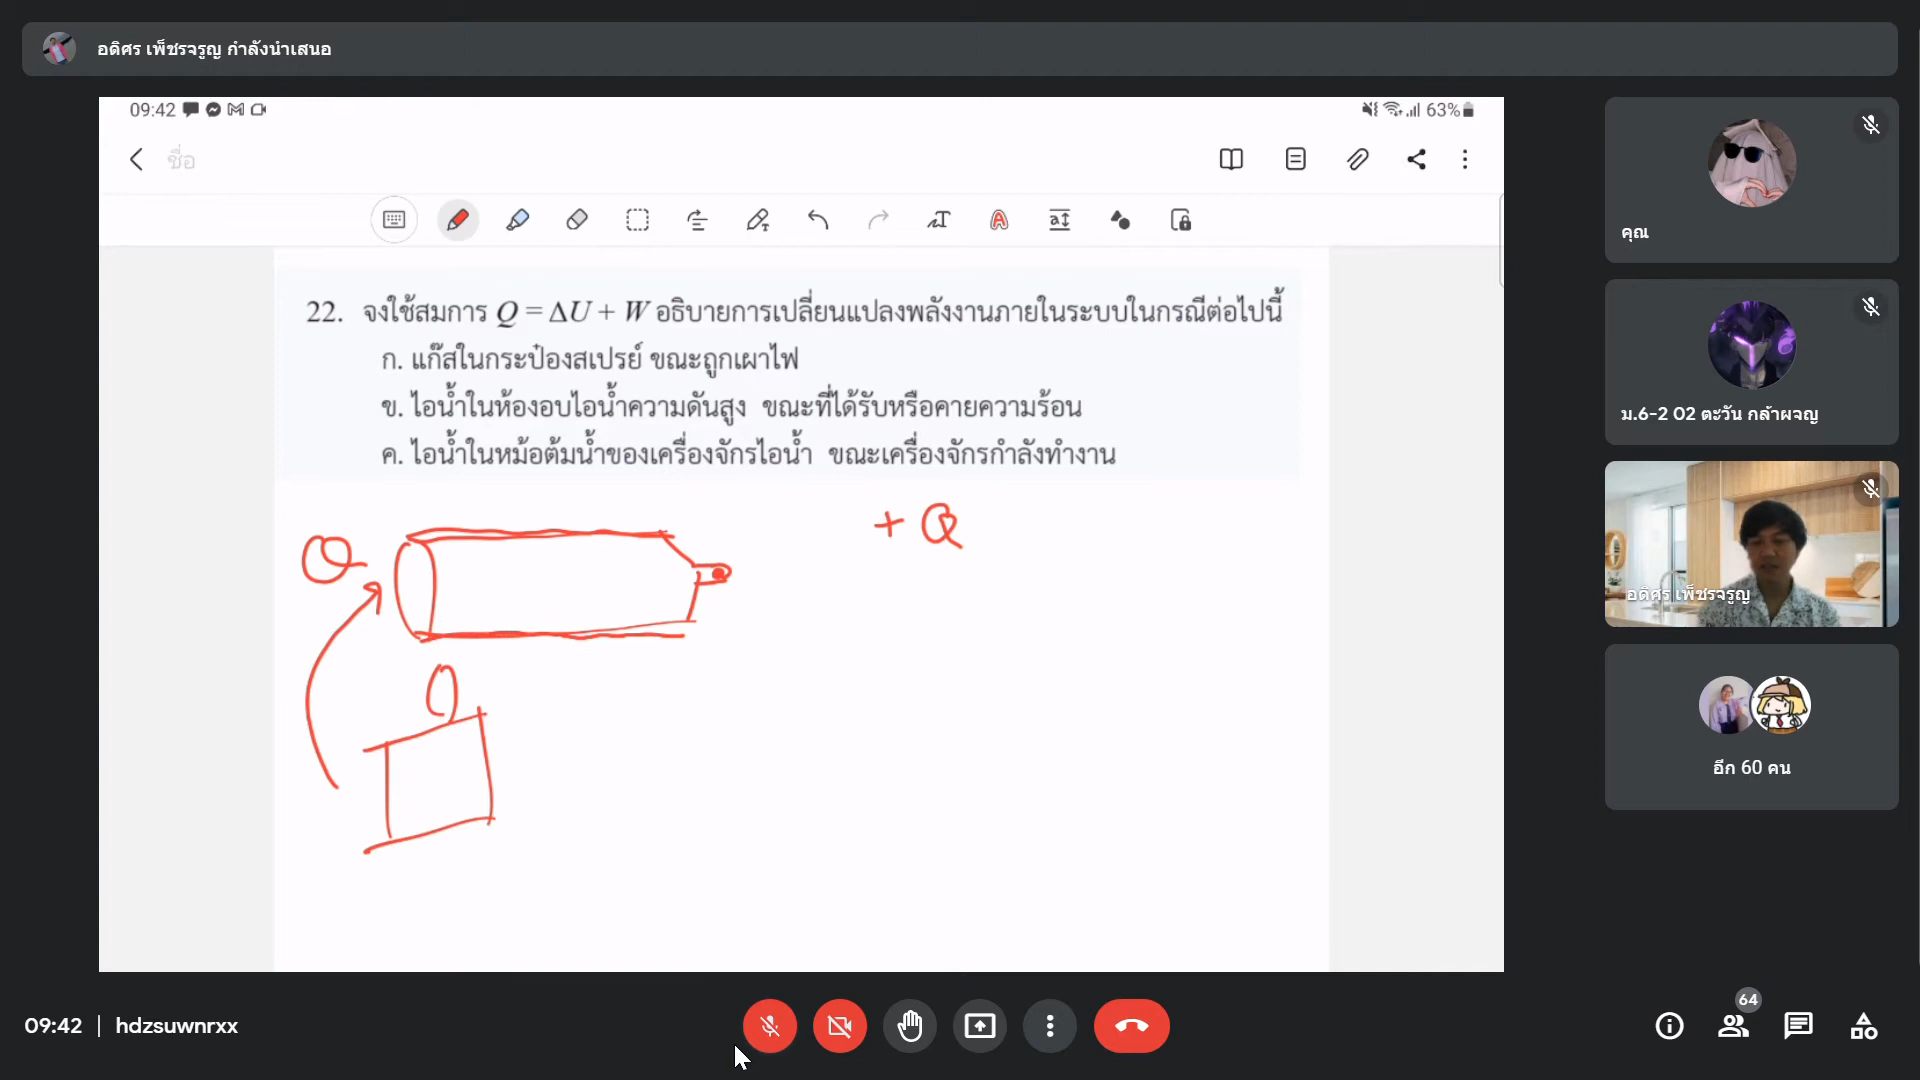 อดิศร เพ็ชรจรูญ กำลังนำเสนอ
09:42
63%
ชื่อ
22. จงใช้สมการ Q = ΔU + W อธิบายการเปลี่ยนแปลงพลังงานภายในระบบในกรณีต่อไปนี้
ก. แก๊สในกระป๋องสเปรย์ ขณะถูกเผาไฟ
ข. ไอน้ำในห้องอบไอน้ำความดันสูง ขณะที่ได้รับหรือคายความร้อน
ค. ไอน้ำในหม้อต้มน้ำของเครื่องจักรไอน้ำ ขณะเครื่องจักรกำลังทำงาน
+ Q
Q
คุณ
ม.6-2 02 ตะวัน กล้าผจญ
อดิศร เพ็ชรจรูญ
อีก 60 คน
09:42 | hdzsuwnrxx
64